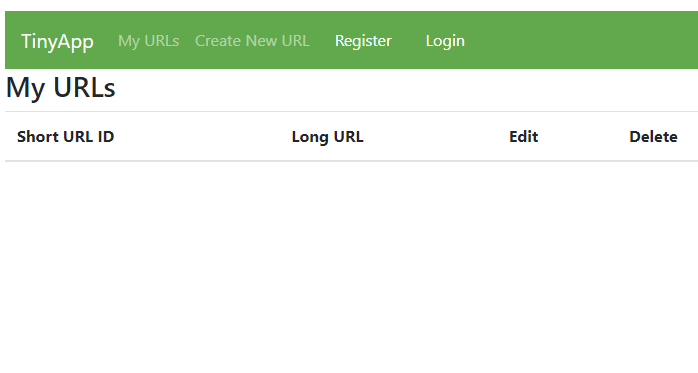 TinyApp My URLs Create New URL Register Login
My URLs
Short URL ID Long URL Edit Delete